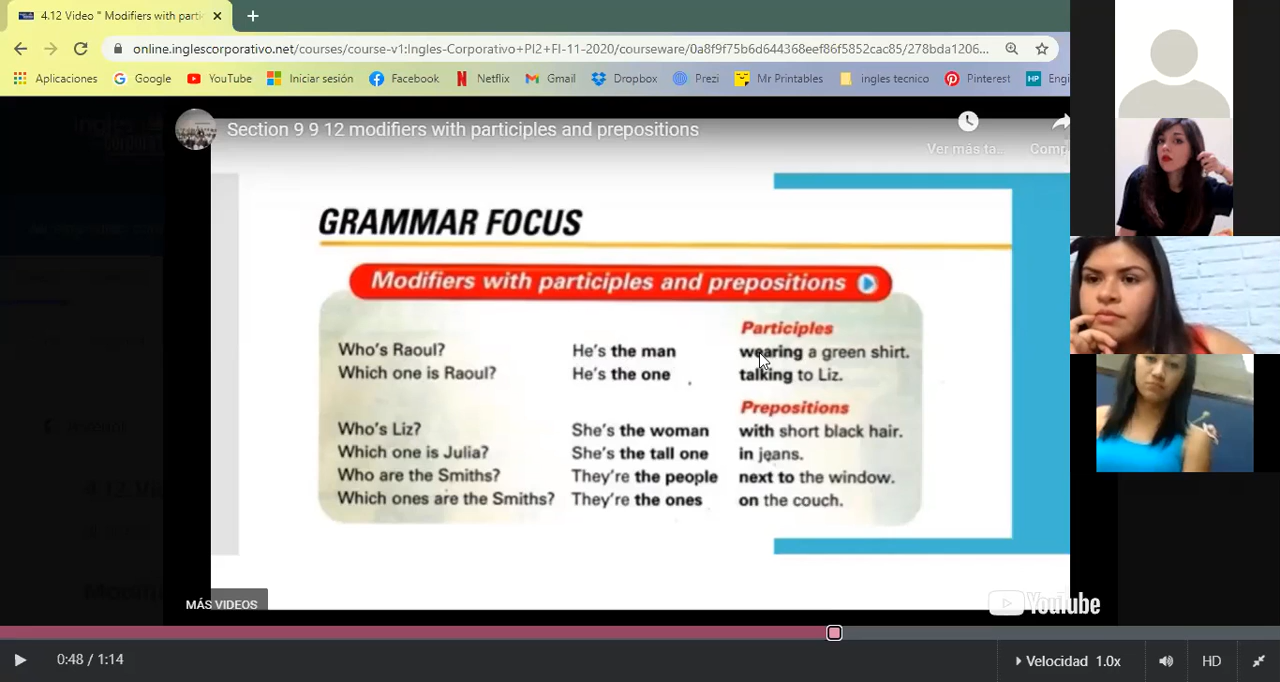 4.12 Video " Modifiers with parti
online.inglescorporativo.net/courses/course-v1:Ingles-Corporativo+PI2+FI-11-2020/courseware/0a8f9f75b6d644368eef86f5852cac85/278bda1206...
Aplicaciones Google YouTube Iniciar sesión Facebook Netflix Gmail Dropbox Prezi Mr Printables ingles tecnico Pinterest HP Engl
Section 9 9 12 modifiers with participles and prepositions
Ver más ta... Comp
GRAMMAR FOCUS
Modifiers with participles and prepositions
Participles
Who's Raoul? He's the man wearing a green shirt.
Which one is Raoul? He's the one talking to Liz.
Prepositions
Who's Liz? She's the woman with short black hair.
Which one is Julia? She's the tall one in jeans.
Who are the Smiths? They're the people next to the window.
Which ones are the Smiths? They're the ones on the couch.
MÁS VIDEOS
YouTube
0:48 / 1:14 Velocidad 1.0x HD